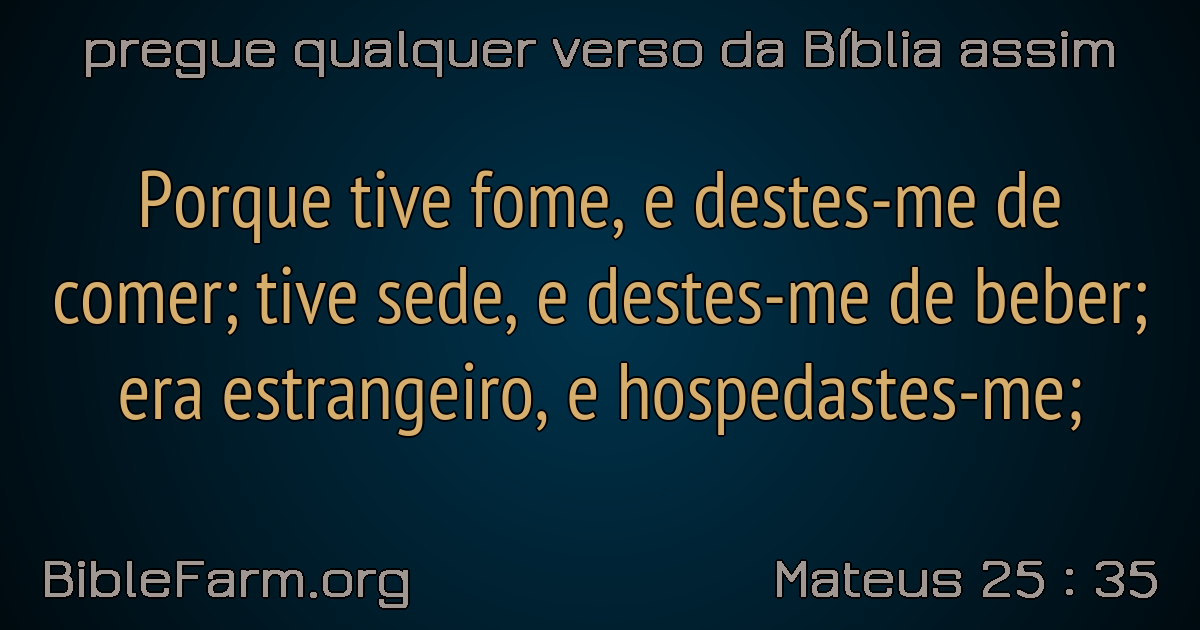 pregue qualquer verso da Bíblia assim
Porque tive fome, e destes-me de
comer; tive sede, e destes-me de beber;
era estrangeiro, e hospedastes-me;
BibleFarm.org
Mateus 25 : 35